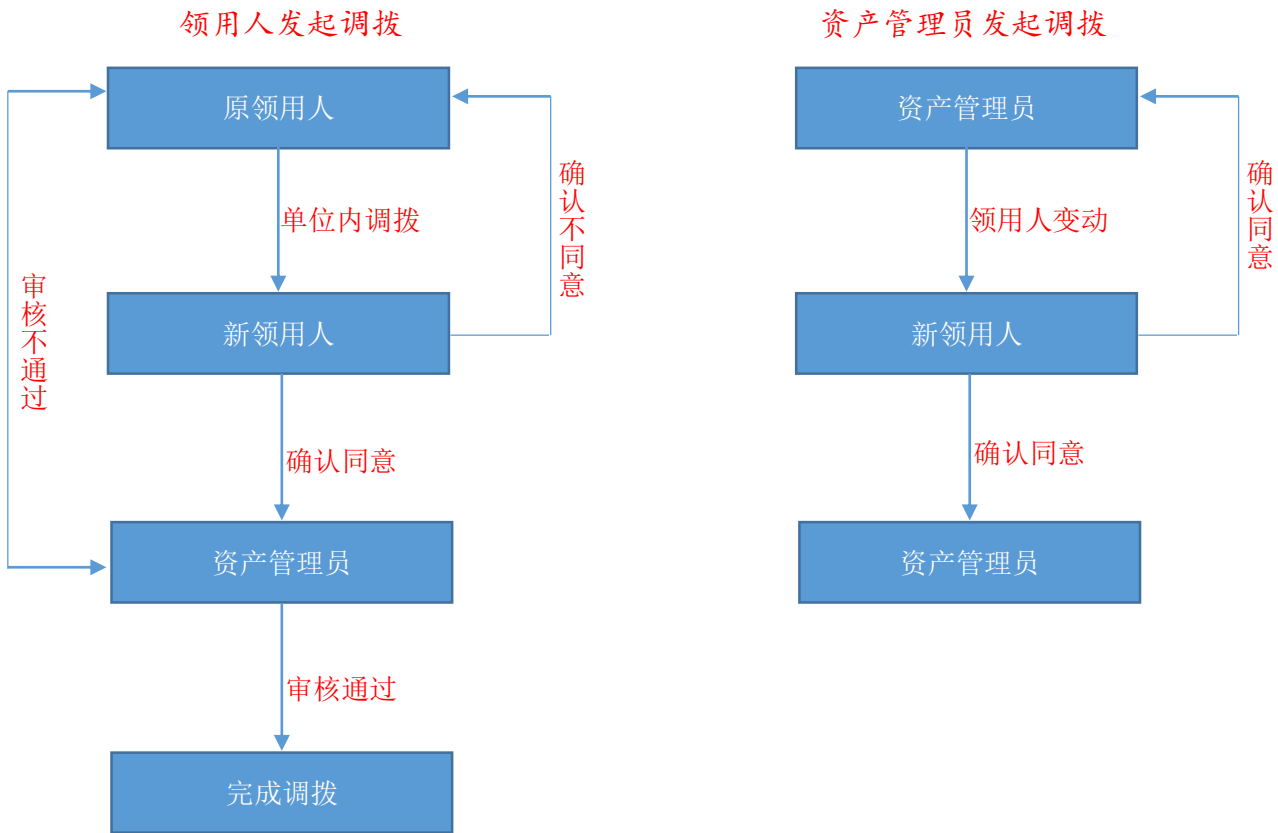 领用人发起调拨
原领用人
单位内调拨
确认不同意
新领用人
审核不通过
确认同意
资产管理员
审核通过
完成调拨
资产管理员发起调拨
资产管理员
领用人变动
确认同意
新领用人
确认同意
资产管理员